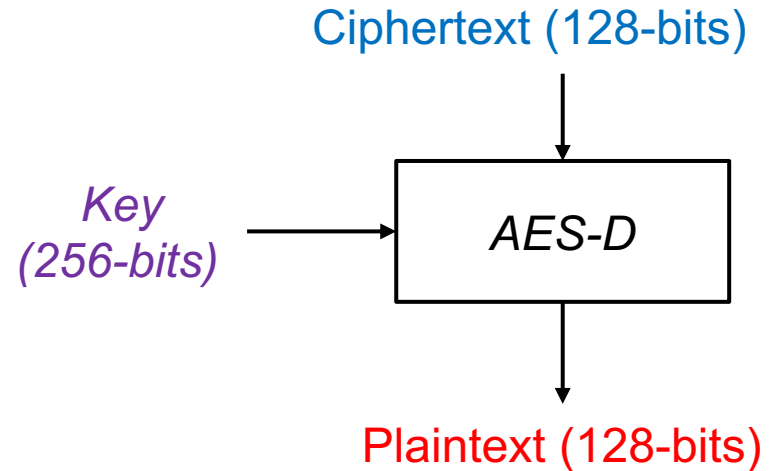 Ciphertext (128-bits)
Key
(256-bits)
AES-D
Plaintext (128-bits)